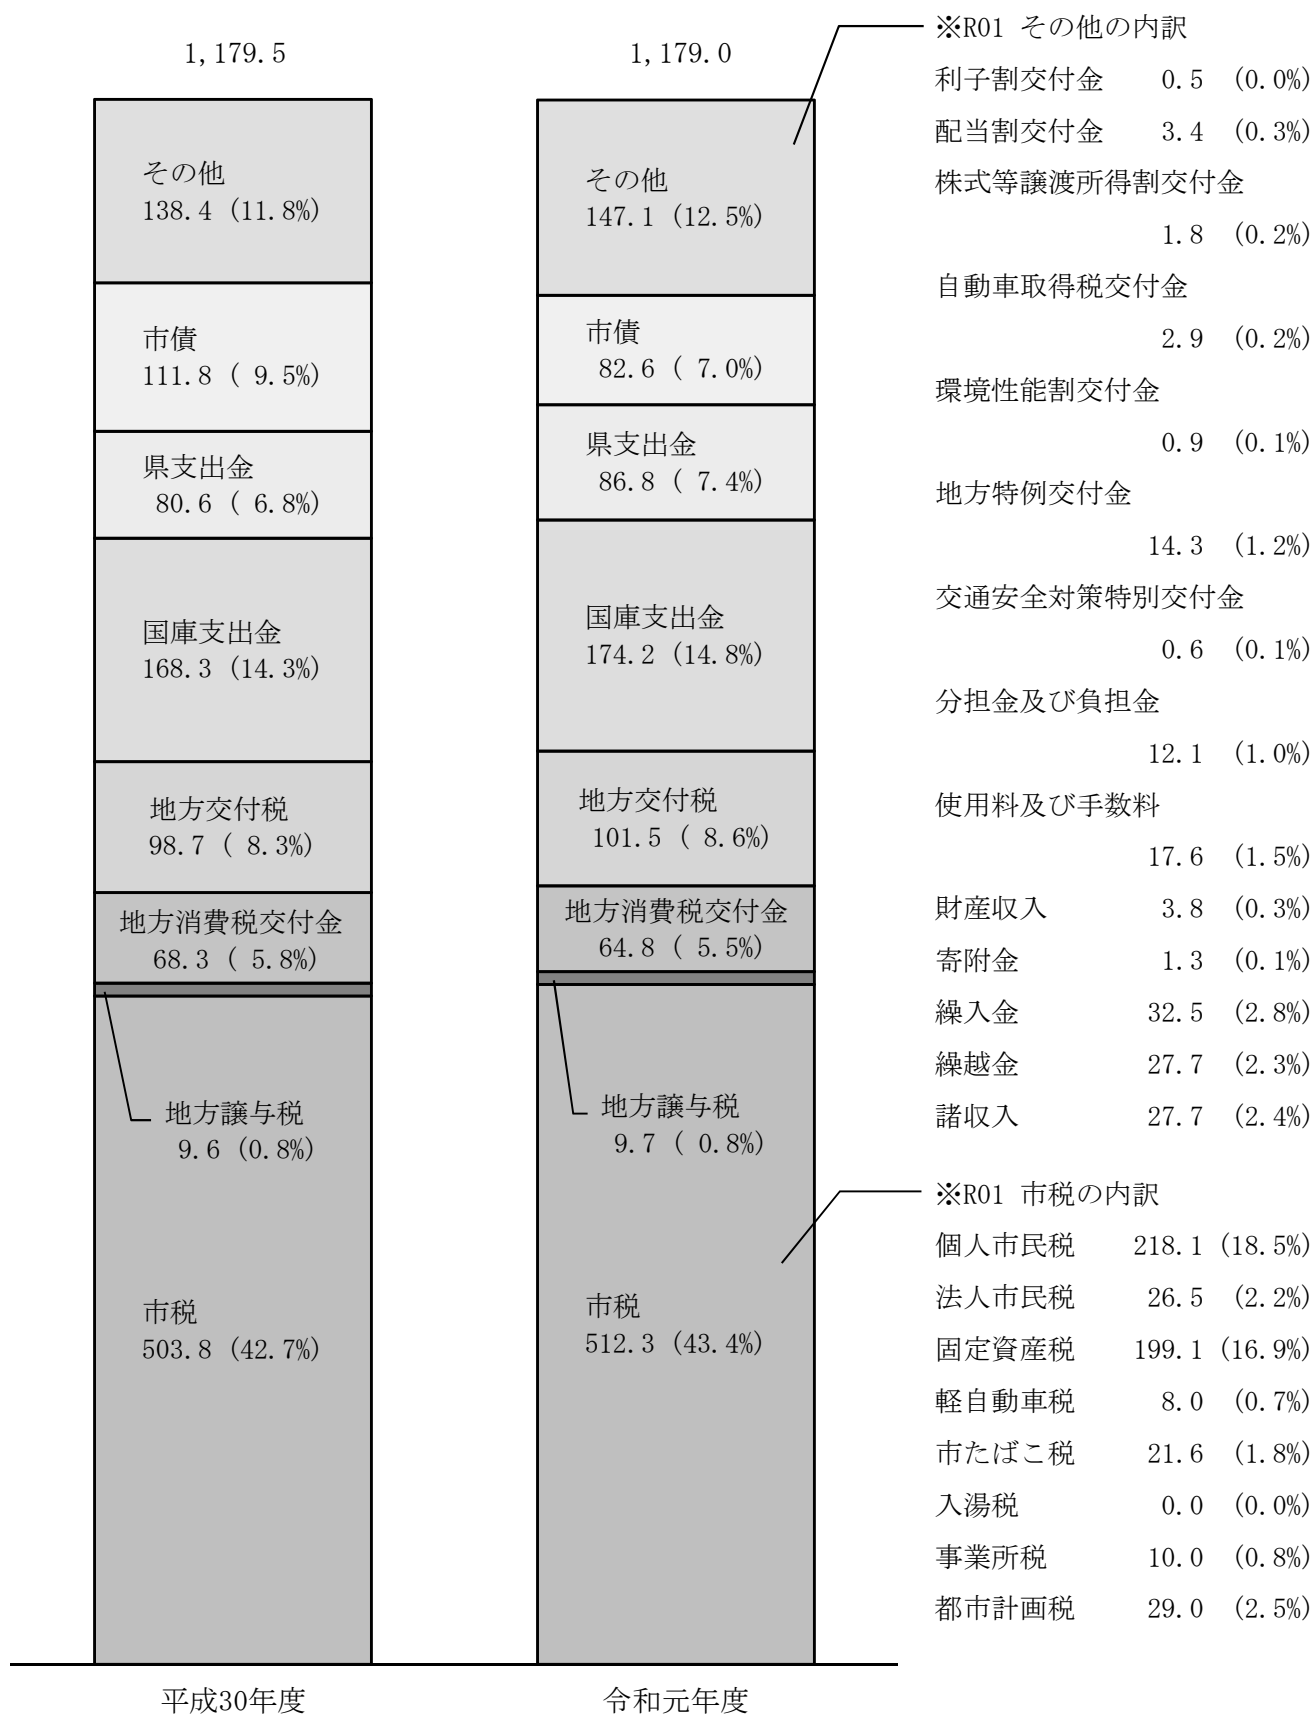 1,179.5
その他
138.4 (11.8%)
市債
111.8 ( 9.5%)
県支出金
80.6 ( 6.8%)
国庫支出金
168.3 (14.3%)
地方交付税
98.7 ( 8.3%)
地方消費税交付金
68.3 ( 5.8%)
地方譲与税
9.6 (0.8%)
市税
503.8 (42.7%)
平成30年度
1,179.0
その他
147.1 (12.5%)
市債
82.6 ( 7.0%)
県支出金
86.8 ( 7.4%)
国庫支出金
174.2 (14.8%)
地方交付税
101.5 ( 8.6%)
地方消費税交付金
64.8 ( 5.5%)
地方譲与税
9.7 ( 0.8%)
市税
512.3 (43.4%)
令和元年度
※R01 その他の内訳
利子割交付金 0.5 (0.0%)
配当割交付金 3.4 (0.3%)
株式等譲渡所得割交付金
1.8 (0.2%)
自動車取得税交付金
2.9 (0.2%)
環境性能割交付金
0.9 (0.1%)
地方特例交付金
14.3 (1.2%)
交通安全対策特別交付金
0.6 (0.1%)
分担金及び負担金
12.1 (1.0%)
使用料及び手数料
17.6 (1.5%)
財産収入 3.8 (0.3%)
寄附金 1.3 (0.1%)
繰入金 32.5 (2.8%)
繰越金 27.7 (2.3%)
諸収入 27.7 (2.4%)
※R01 市税の内訳
個人市民税 218.1 (18.5%)
法人市民税 26.5 (2.2%)
固定資産税 199.1 (16.9%)
軽自動車税 8.0 (0.7%)
市たばこ税 21.6 (1.8%)
入湯税 0.0 (0.0%)
事業所税 10.0 (0.8%)
都市計画税 29.0 (2.5%)